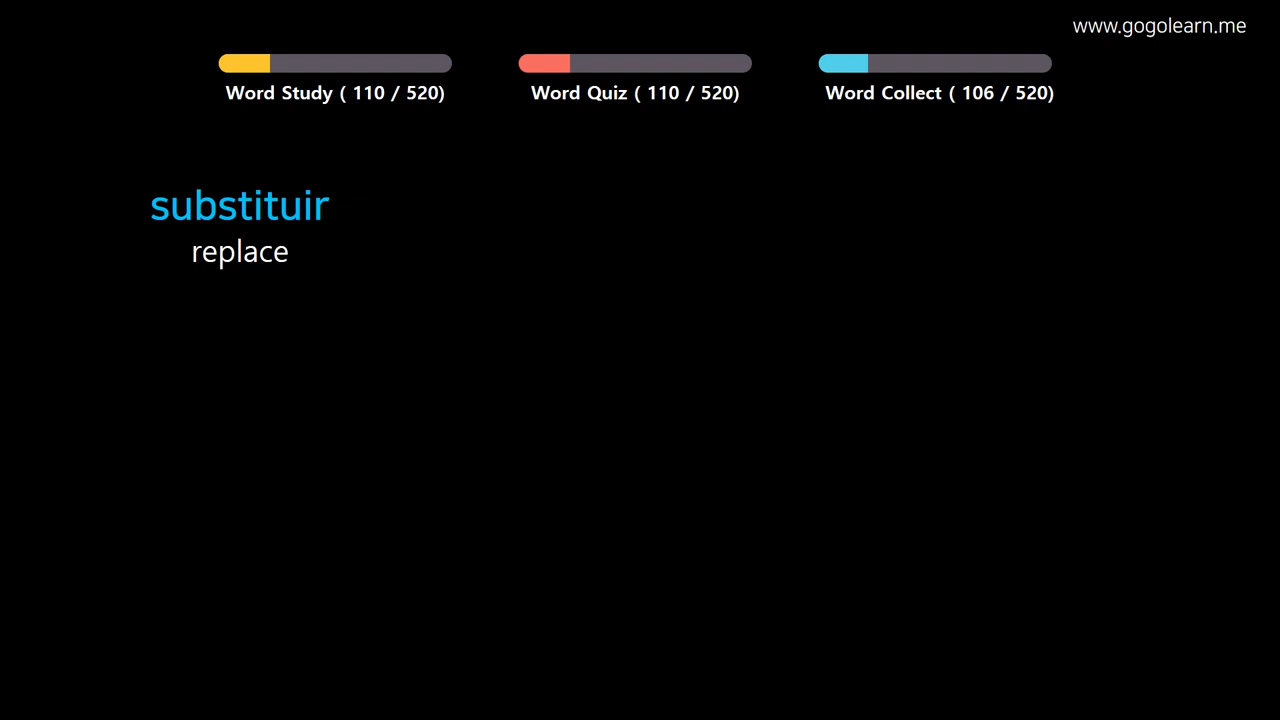 www.gogolearn.me
Word Study ( 110 / 520)
Word Quiz ( 110 / 520)
Word Collect ( 106 / 520)
substituir
replace